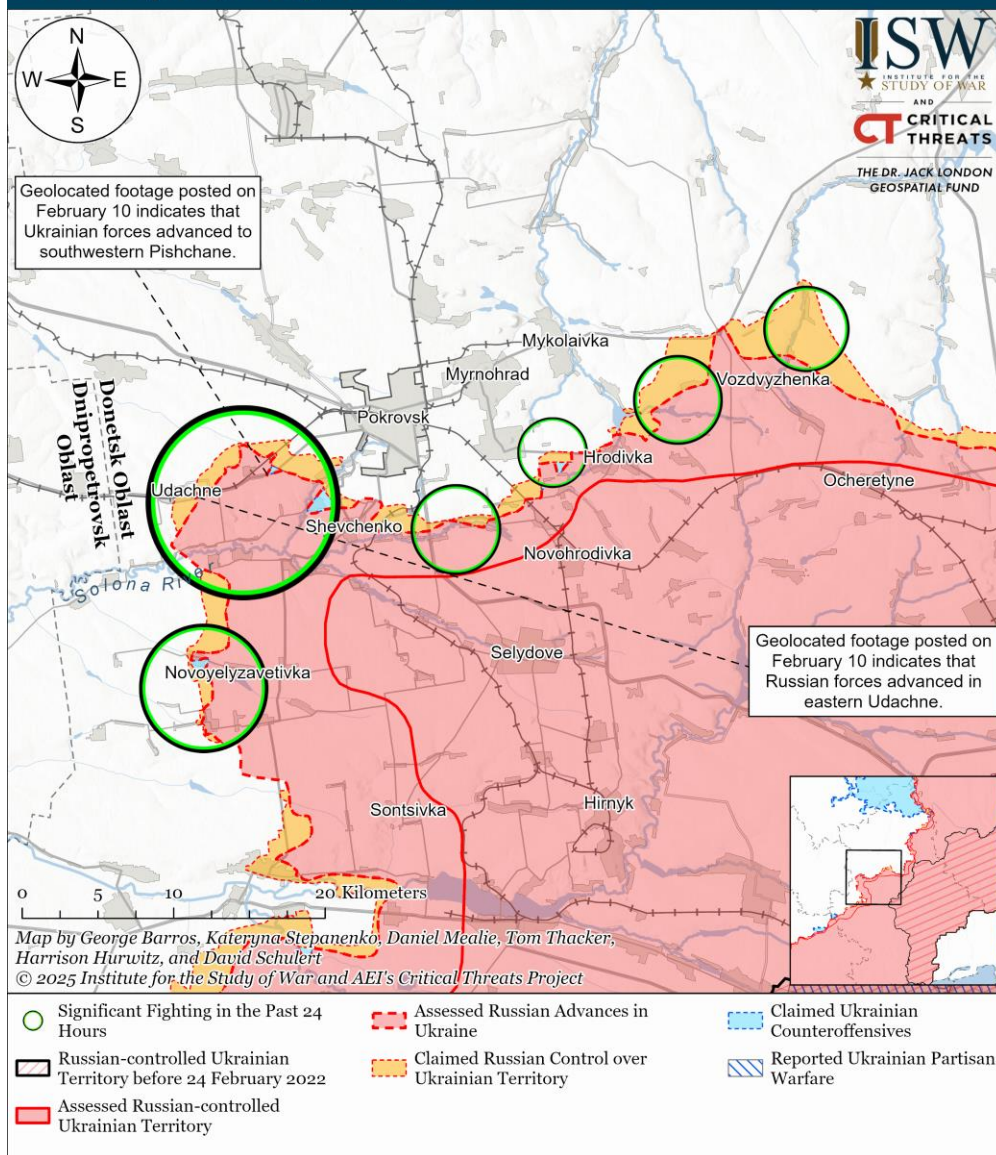 N
W E
S
ISW
INSTITUTE FOR THE
STUDY OF WAR
AND
CT CRITICAL
THREATS
THE DR. JACK LONDON
GEOSPATIAL FUND
Geolocated footage posted on
February 10 indicates that
Ukrainian forces advanced to
southwestern Pishchane.
Mykolaivka
Myrnohrad
Vozdvyzhenka
Pokrovsk
Donetsk Oblast
Dnipropetrovsk
Oblast
Hrodivka
Udachne
Ocheretyne
Shevchenko
Novohrodivka
Solona River
Selydove
Geolocated footage posted on
February 10 indicates that
Russian forces advanced in
eastern Udachne.
Novoyelyzavetivka
Sontsivka
Hirnyk
0 5 10 20 Kilometers
Map by George Barros, Kateryna Stepanenko, Daniel Mealie, Tom Thacker,
Harrison Hurwitz, and David Schulert
© 2025 Institute for the Study of War and AEI's Critical Threats Project
Significant Fighting in the Past 24
Hours
Russian-controlled Ukrainian
Territory before 24 February 2022
Assessed Russian-controlled
Ukrainian Territory
Assessed Russian Advances in
Ukraine
Claimed Russian Control over
Ukrainian Territory
Claimed Ukrainian
Counteroffensives
Reported Ukrainian Partisan
Warfare